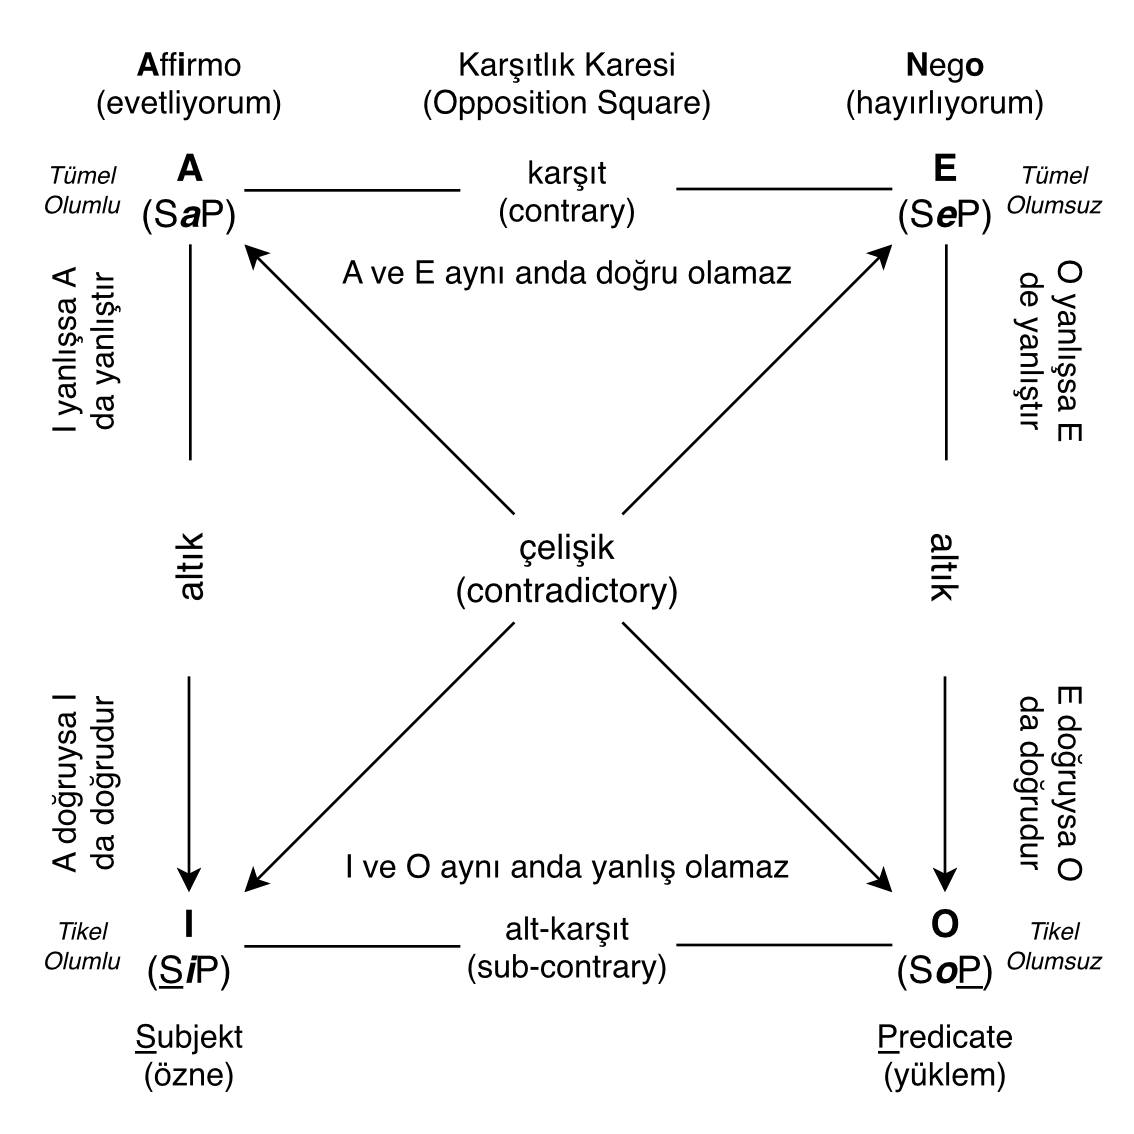 Affirmo
(evetliyorum)
Karşıtlık Karesi
(Opposition Square)
Nego
(hayırlıyorum)
Tümel
Olumlu
A
(SaP)
karşıt
(contrary)
E
(SeP)
Tümel
Olumsuz
A ve E aynı anda doğru olamaz
I yanlışsa A
da yanlıştır
O yanlışsa E
de yanlıştır
altık
çelişik
(contradictory)
altık
A doğruysa I
da doğrudur
E doğruysa O
da doğrudur
I ve O aynı anda yanlış olamaz
Tikel
Olumlu
I
(SiP)
alt-karşıt
(sub-contrary)
O
(SoP)
Tikel
Olumsuz
Subjekt
(özne)
Predicate
(yüklem)